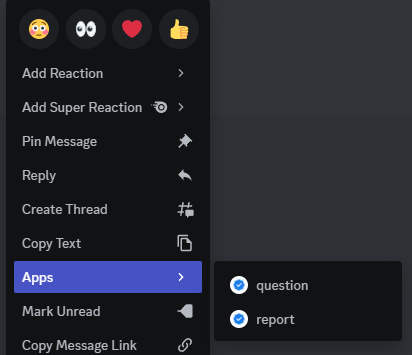 Add Reaction
Add Super Reaction
Pin Message
Reply
Create Thread
Copy Text
Apps
question
Mark Unread
report
Copy Message Link